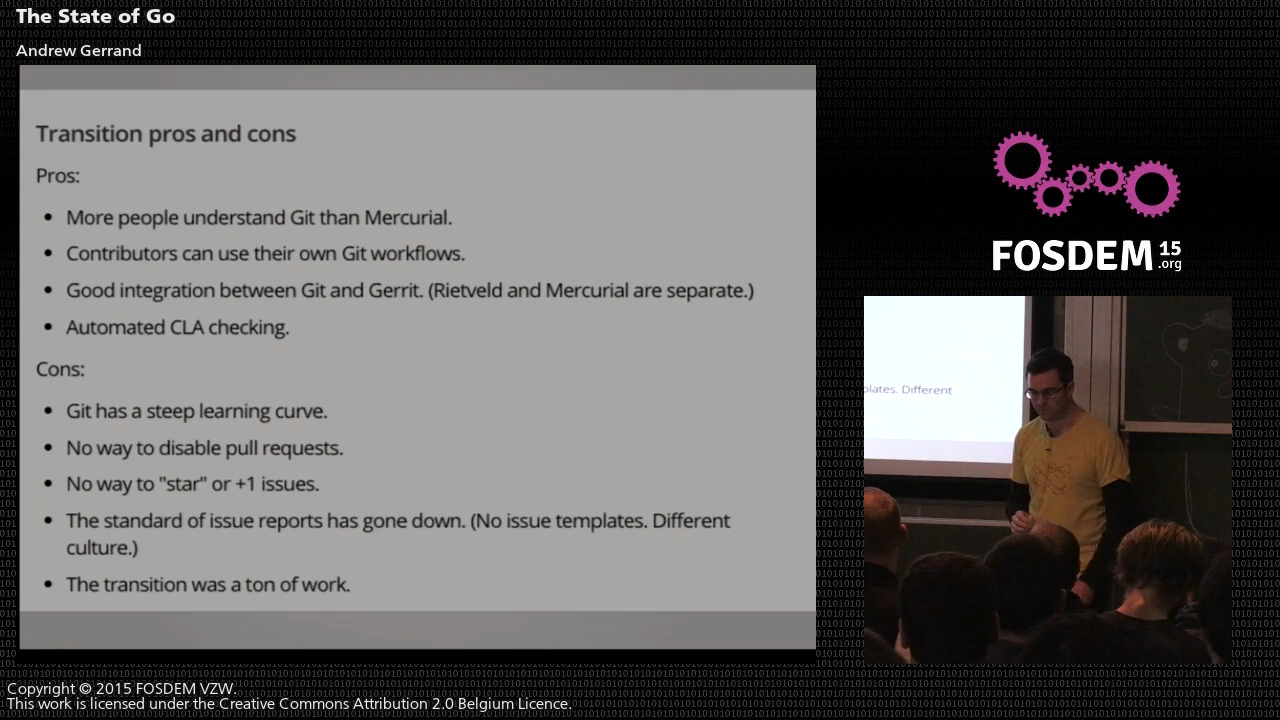 The State of Go
Andrew Gerrand
Transition pros and cons
Pros:
• More people understand Git than Mercurial.
• Contributors can use their own Git workflows.
• Good integration between Git and Gerrit. (Rietveld and Mercurial are separate.)
• Automated CLA checking.
Cons:
• Git has a steep learning curve.
• No way to disable pull requests.
• No way to "star" or +1 issues.
• The standard of issue reports has gone down. (No issue templates. Different
culture.)
• The transition was a ton of work.
FOSDEM 15
.org
plates. Different
Copyright © 2015 FOSDEM VZW.
This work is licensed under the Creative Commons Attribution 2.0 Belgium Licence.